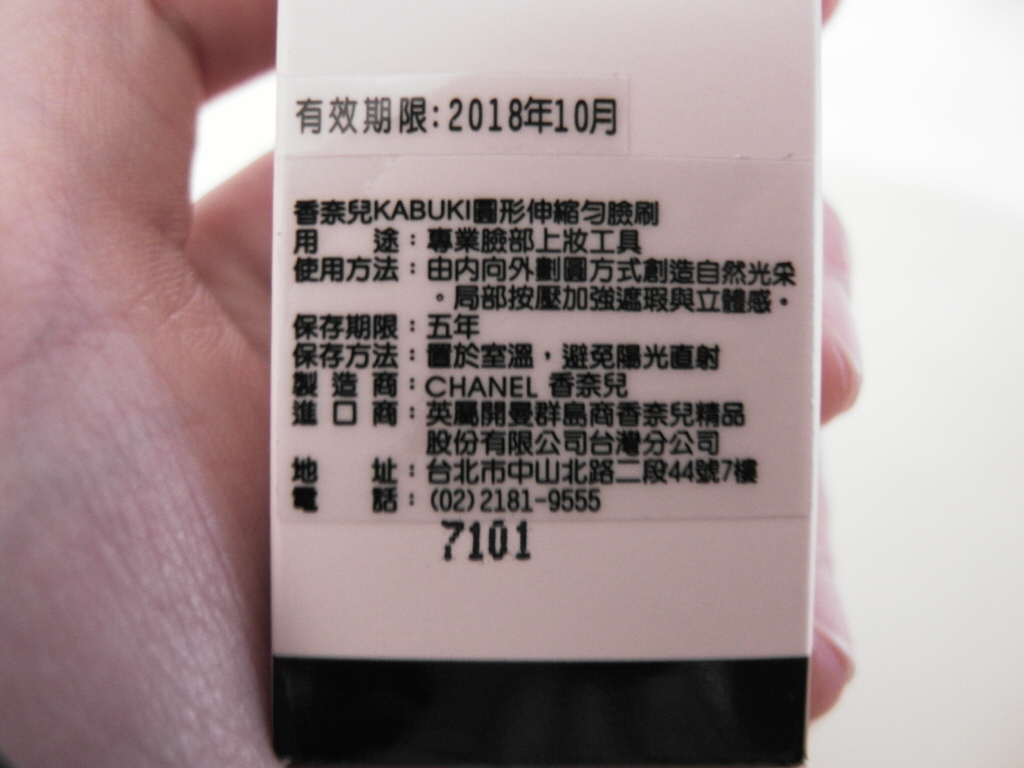 有效期限:2018年10月
香奈兒KABUKI圓形伸縮勻臉刷
用途：專業臉部上妝工具
使用方法：由內向外劃圓方式創造自然光采
。局部按壓加強遮瑕與立體感。
保存期限：五年
保存方法：置於室溫，避免陽光直射
製造商：CHANEL 香奈兒
進口商：英屬開曼群島商香奈兒精品
股份有限公司台灣分公司
地址：台北市中山北路二段44號7樓
電話：(02)2181-9555
7101